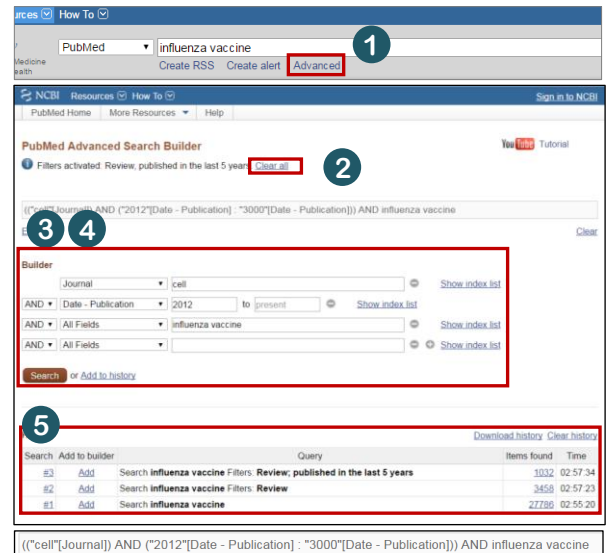 urces How To
PubMed influenza vaccine 1
Medicine
ealth Create RSS Create alert Advanced
NCBI Resources How To Sign in to NCBI
PubMed Home More Resources Help
PubMed Advanced Search Builder YouTube Tutorial
Filters activated: Review, published in the last 5 years Clear all 2
(("cell"[Journal]) AND ("2012"[Date - Publication] : "3000"[Date - Publication])) AND influenza vaccine
3 4 Clear
Builder
Journal cell Show index list
AND Date - Publication 2012 to present Show index list
AND All Fields influenza vaccine Show index list
AND All Fields Show index list
Search or Add to history
5
Download history Clear history
Search Add to builder Query Items found Time
#3 Add Search influenza vaccine Filters: Review; published in the last 5 years 1032 02:57:34
#2 Add Search influenza vaccine Filters: Review 3458 02:57:23
#1 Add Search influenza vaccine 27786 02:55:20
(("cell"[Journal]) AND ("2012"[Date - Publication] : "3000"[Date - Publication])) AND influenza vaccine